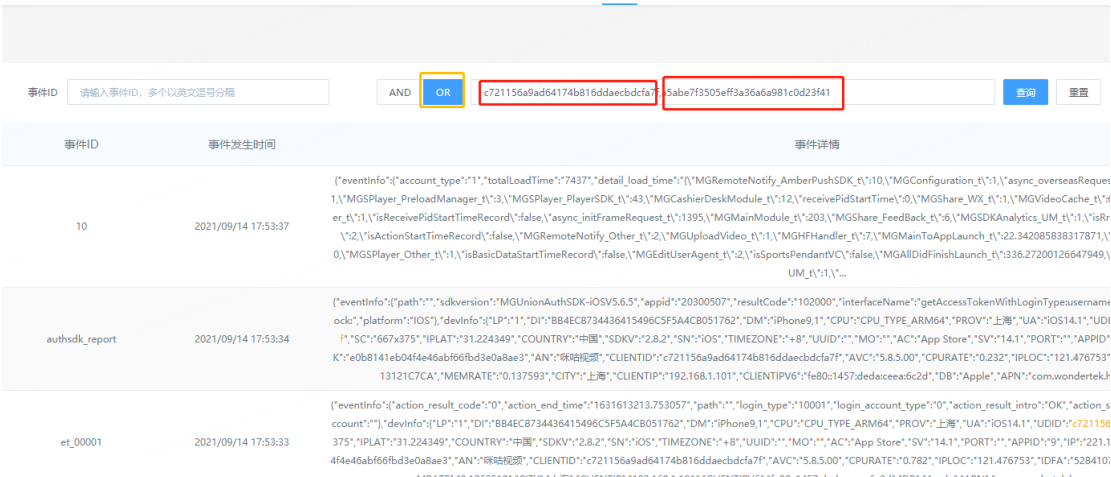 事件ID 请输入事件ID，多个以英文逗号分隔 AND OR c721156a9ad64174b816ddaecbdcfa7f,a5abe7f3505eff3a36a6a981c0d23f41 查询 重置
事件ID 事件发生时间 事件详情
{"eventInfo":{"account_type":"1","totalLoadTime":"7437","detail_load_time":"{\"MGRemoteNotify_AmberPushSDK_t\":10,\"MGConfiguration_t\":1,\"async_overseasReques
1,\"MGSPlayer_PreloadManager_t\":3,\"MGSPlayer_PlayerSDK_t\":43,\"MGCashierDeskModule_t\":12,\"receivePidStartTime\":0,\"MGShare_WX_t\":1,\"MGVideoCache_t\":
er_t\":1,\"isReceivePidStartTimeRecord\":false,\"async_initFrameRequest_t\":1395,\"MGMainModule_t\":203,\"MGShare_FeedBack_t\":6,\"MGSDKAnalytics_UM_t\":1,\"isR
10 2021/09/14 17:53:37 \":2,\"isActionStartTimeRecord\":false,\"MGRemoteNotify_Other_t\":2,\"MGUploadVideo_t\":1,\"MGHFHandler_t\":7,\"MGMainToAppLaunch_t\":22.342085838317871,\"
0,\"MGSPlayer_Other_t\":1,\"isBasicDataStartTimeRecord\":false,\"MGEditUserAgent_t\":2,\"isSportsPendantVC\":false,\"MGAllDidFinishLaunch_t\":336.27200126647949,\
UM_t\":1,\"...
{"eventInfo":{"path":"","sdkversion":"MGUnionAuthSDK-iOSV5.6.5","appid":"20300507","resultCode":"102000","interfaceName":"getAccessTokenWithLoginType:username
ock:","platform":"IOS"},"devInfo":{"LP":"1","DI":"BB4EC8734436415496C5F5A4CB051762","DM":"iPhone9,1","CPU":"CPU_TYPE_ARM64","PROV":"上海","UA":"iOS14.1","UDI
authsdk_report 2021/09/14 17:53:34 f","SC":"667x375","IPLAT":"31.224349","COUNTRY":"中国","SDKV":"2.8.2","SN":"iOS","TIMEZONE":"+8","UUID":"","MO":"","AC":"App Store","SV":"14.1","PORT":"","APPID"
K":"e0b8141eb04f4e46abf66fbd3e0a8ae3","AN":"咪咕视频","CLIENTID":"c721156a9ad64174b816ddaecbdcfa7f","AVC":"5.8.5.00","CPURATE":"0.232","IPLOC":"121.476753"
13121C7CA","MEMRATE":"0.137593","CITY":"上海","CLIENTIP":"192.168.1.101","CLIENTIPV6":"fe80::1457:deda:ceea:6c2d","DB":"Apple","APN":"com.wondertek.h
{"eventInfo":{"action_result_code":"0","action_end_time":"1631613213.753057","path":"","login_type":"10001","login_account_type":"0","action_result_intro":"OK","action_s
ccount":""},"devInfo":{"LP":"1","DI":"BB4EC8734436415496C5F5A4CB051762","DM":"iPhone9,1","CPU":"CPU_TYPE_ARM64","PROV":"上海","UA":"iOS14.1","UDID":"c72115
et_00001 2021/09/14 17:53:33 375","IPLAT":"31.224349","COUNTRY":"中国","SDKV":"2.8.2","SN":"iOS","TIMEZONE":"+8","UUID":"","MO":"","AC":"App Store","SV":"14.1","PORT":"","APPID":"9","IP":"221.1
4f4e46abf66fbd3e0a8ae3","AN":"咪咕视频","CLIENTID":"c721156a9ad64174b816ddaecbdcfa7f","AVC":"5.8.5.00","CPURATE":"0.782","IPLOC":"121.476753","IDFA":"5284107